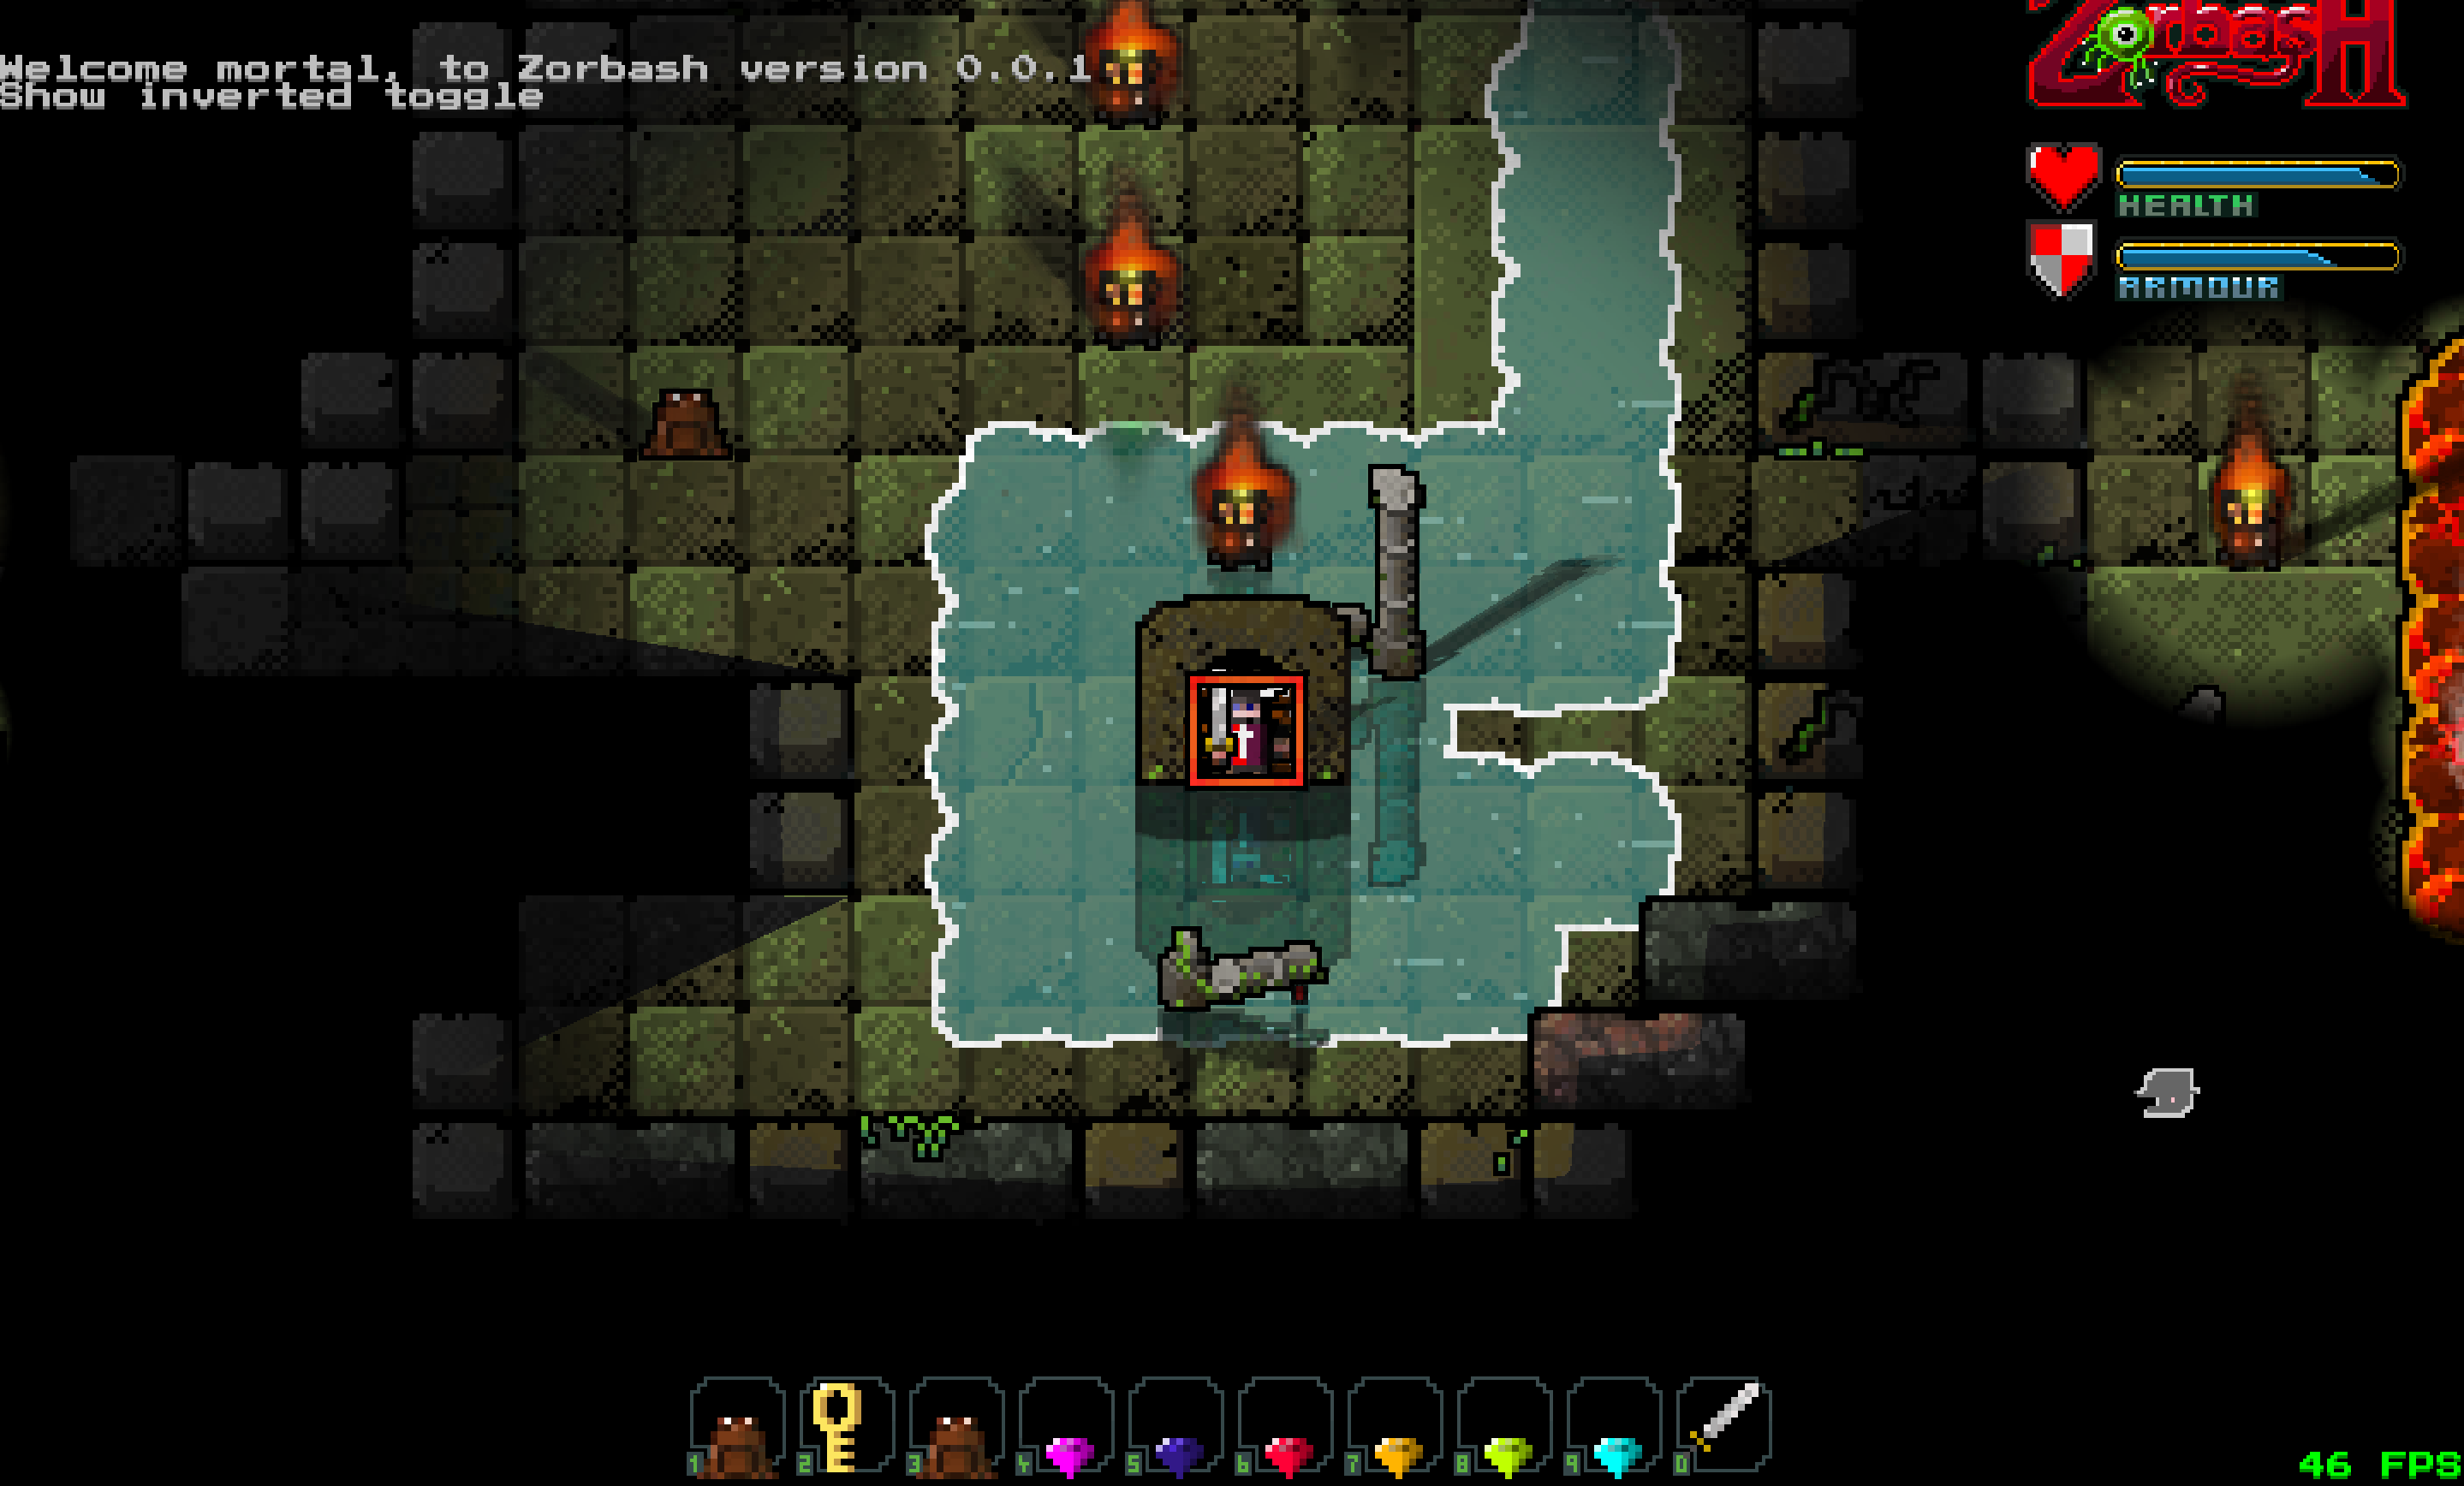 Welcome mortal, to Zorbash version 0.0.1
Show inverted toggle
ZorbasH
HEALTH
ARMOUR
1 2 3 4 5 6 7 8 9 0
46 FPS